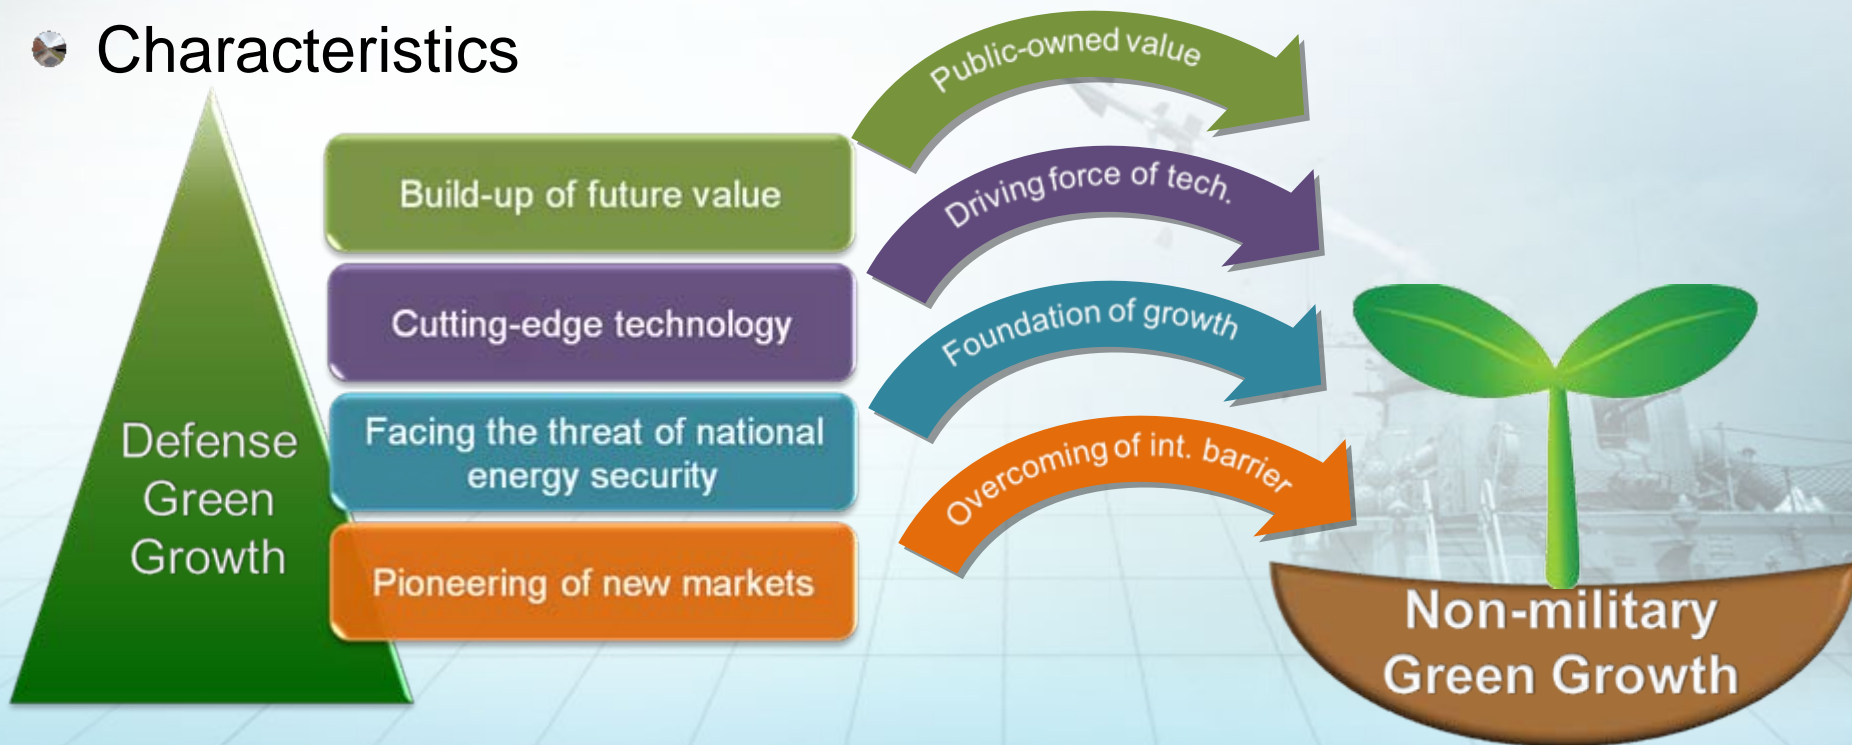 Characteristics
Defense
Green
Growth
Build-up of future value
Cutting-edge technology
Facing the threat of national
energy security
Pioneering of new markets
Public-owned value
Driving force of tech.
Foundation of growth
Overcoming of int. barrier
Non-military
Green Growth